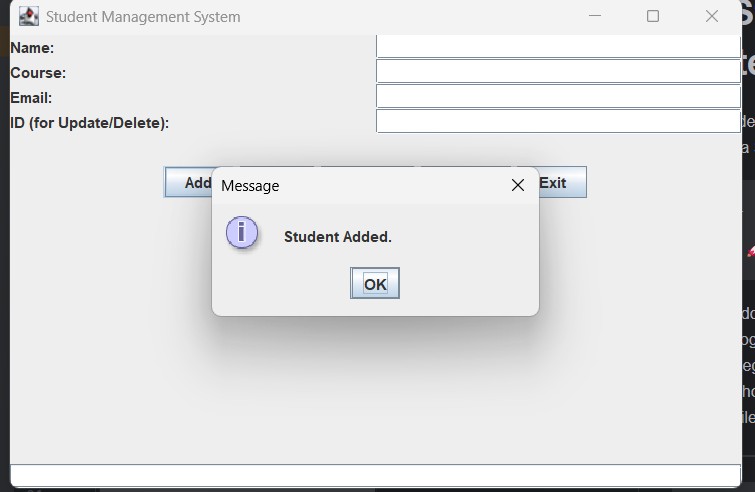 Student Management System
Name:
Course:
Email:
ID (for Update/Delete):
Add
Exit
Message
Student Added.
OK